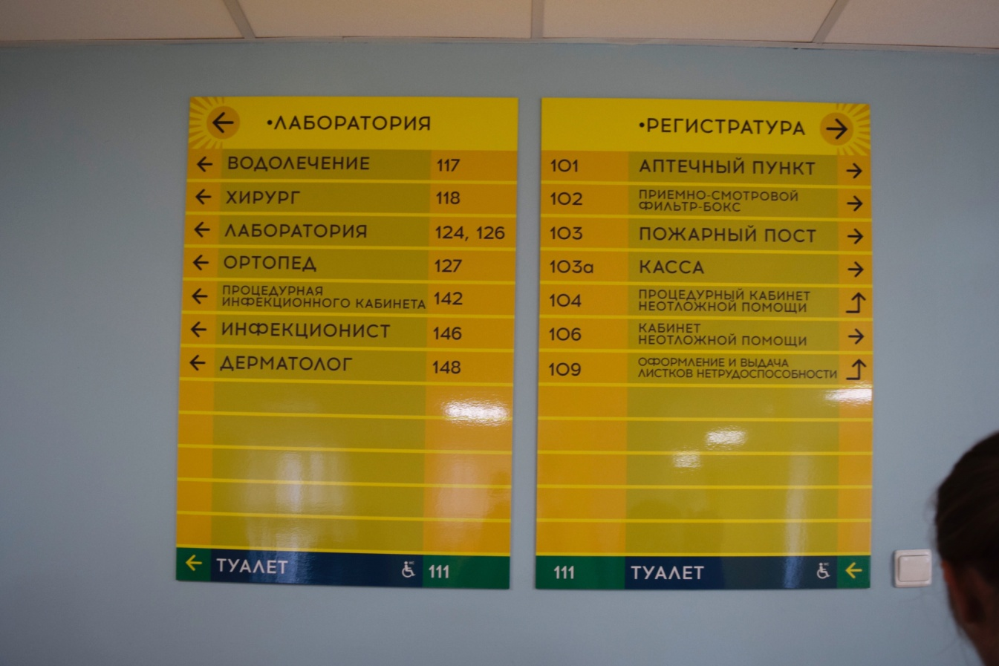 •ЛАБОРАТОРИЯ
ВОДОЛЕЧЕНИЕ 117
ХИРУРГ 118
ЛАБОРАТОРИЯ 124, 126
ОРТОПЕД 127
ПРОЦЕДУРНАЯ
ИНФЕКЦИОННОГО КАБИНЕТА 142
ИНФЕКЦИОНИСТ 146
ДЕРМАТОЛОГ 148
ТУАЛЕТ 111
•РЕГИСТРАТУРА
101 АПТЕЧНЫЙ ПУНКТ
102 ПРИЕМНО-СМОТРОВОЙ
ФИЛЬТР-БОКС
103 ПОЖАРНЫЙ ПОСТ
103а КАССА
104 ПРОЦЕДУРНЫЙ КАБИНЕТ
НЕОТЛОЖНОЙ ПОМОЩИ
106 КАБИНЕТ
НЕОТЛОЖНОЙ ПОМОЩИ
109 ОФОРМЛЕНИЕ И ВЫДАЧА
ЛИСТКОВ НЕТРУДОСПОСОБНОСТИ
111 ТУАЛЕТ